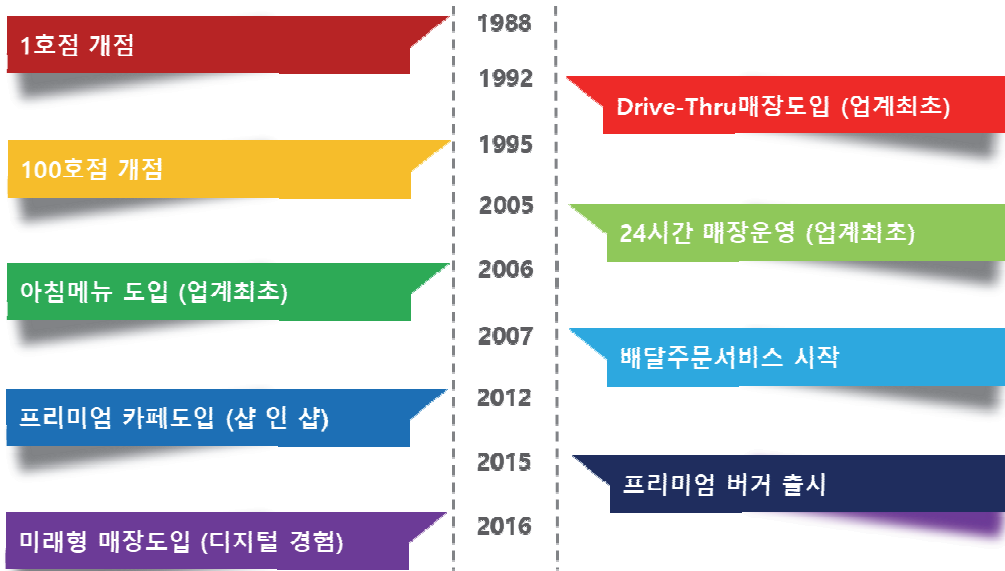 1988
1호점 개점
1992
Drive-Thru매장도입 (업계최초)
1995
100호점 개점
2005
24시간 매장운영 (업계최초)
2006
아침메뉴 도입 (업계최초)
2007
배달주문서비스 시작
2012
프리미엄 카페도입 (샵 인 샵)
2015
프리미엄 버거 출시
2016
미래형 매장도입 (디지털 경험)